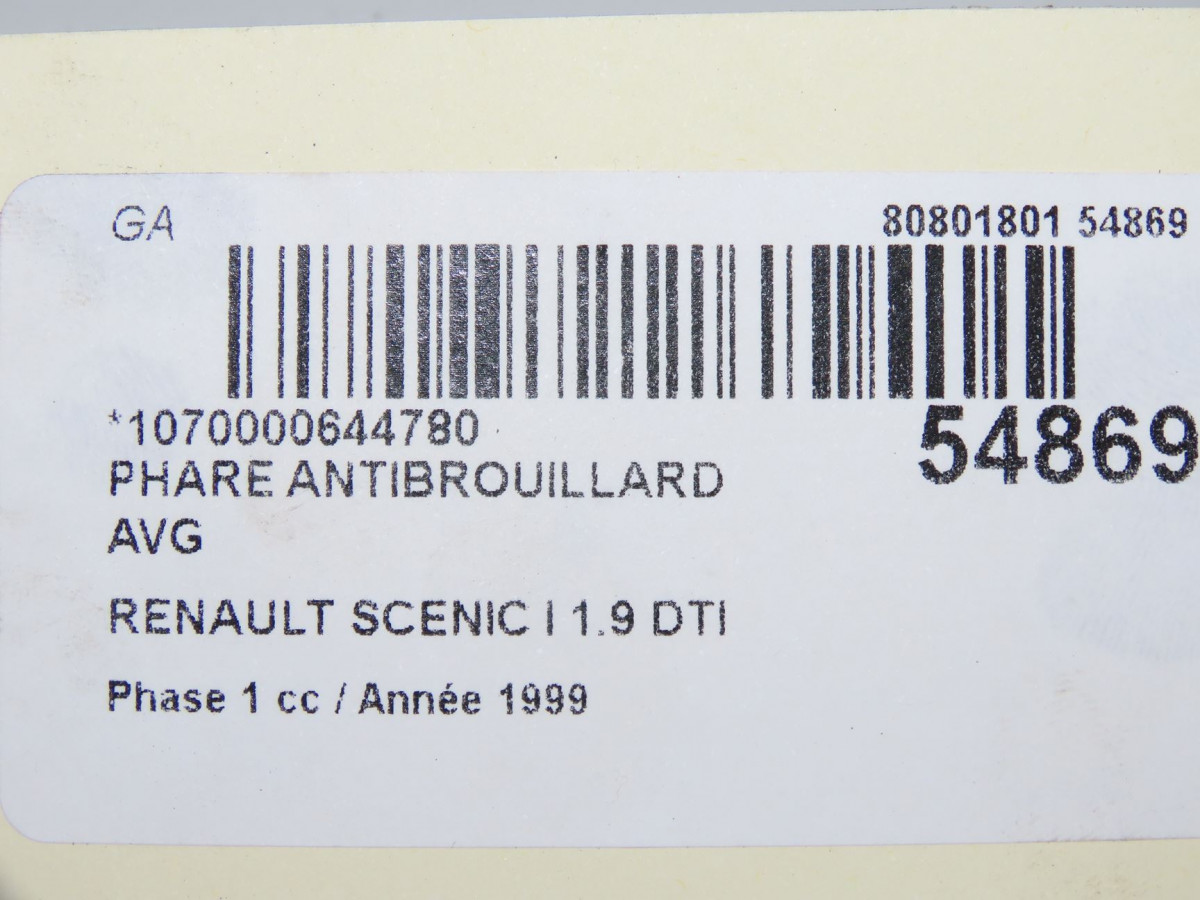 GA 80801801 54869
*1070000644780 54869
PHARE ANTIBROUILLARD
AVG
RENAULT SCENIC I 1.9 DTI
Phase 1 cc / Année 1999